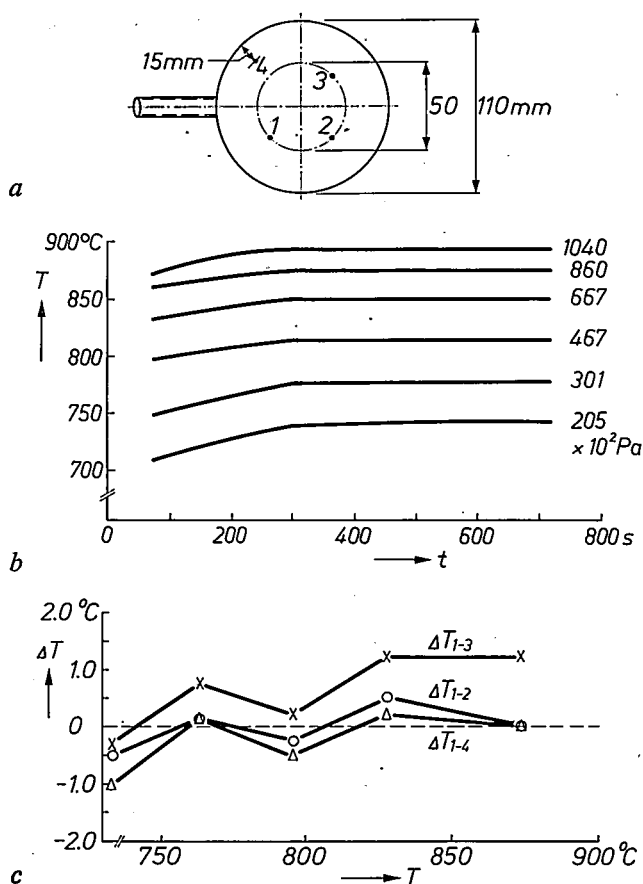 15mm
4
3
1
2
50
110mm
a
900°C
T
850
800
750
700
1040
860
667
467
301
205
×10²Pa
0
200
400
600
800 s
t
b
2.0 °C
ΔT
1.0
0
-1.0
-2.0
ΔT₁₋₃
ΔT₁₋₂
ΔT₁₋₄
750
800
850
900°C
T
c